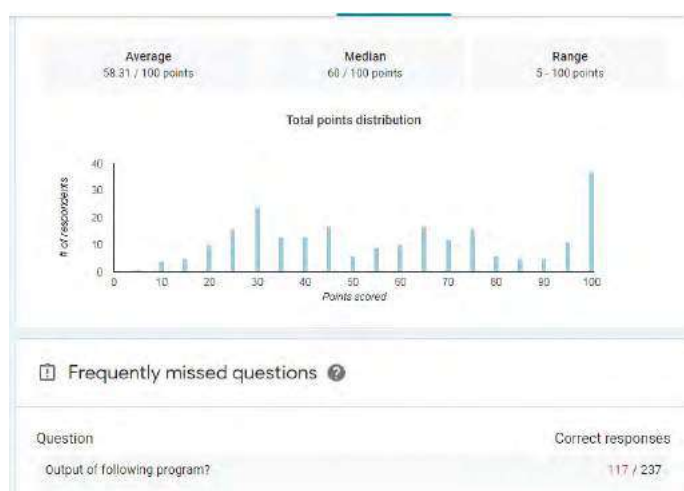 Average
58.31 / 100 points
Median
60 / 100 points
Range
5 - 100 points
Total points distribution
# of respondents
40
30
20
10
0
0
10
20
30
40
50
60
70
80
90
100
Points scored
Frequently missed questions
Question
Correct responses
Output of following program?
117 / 237